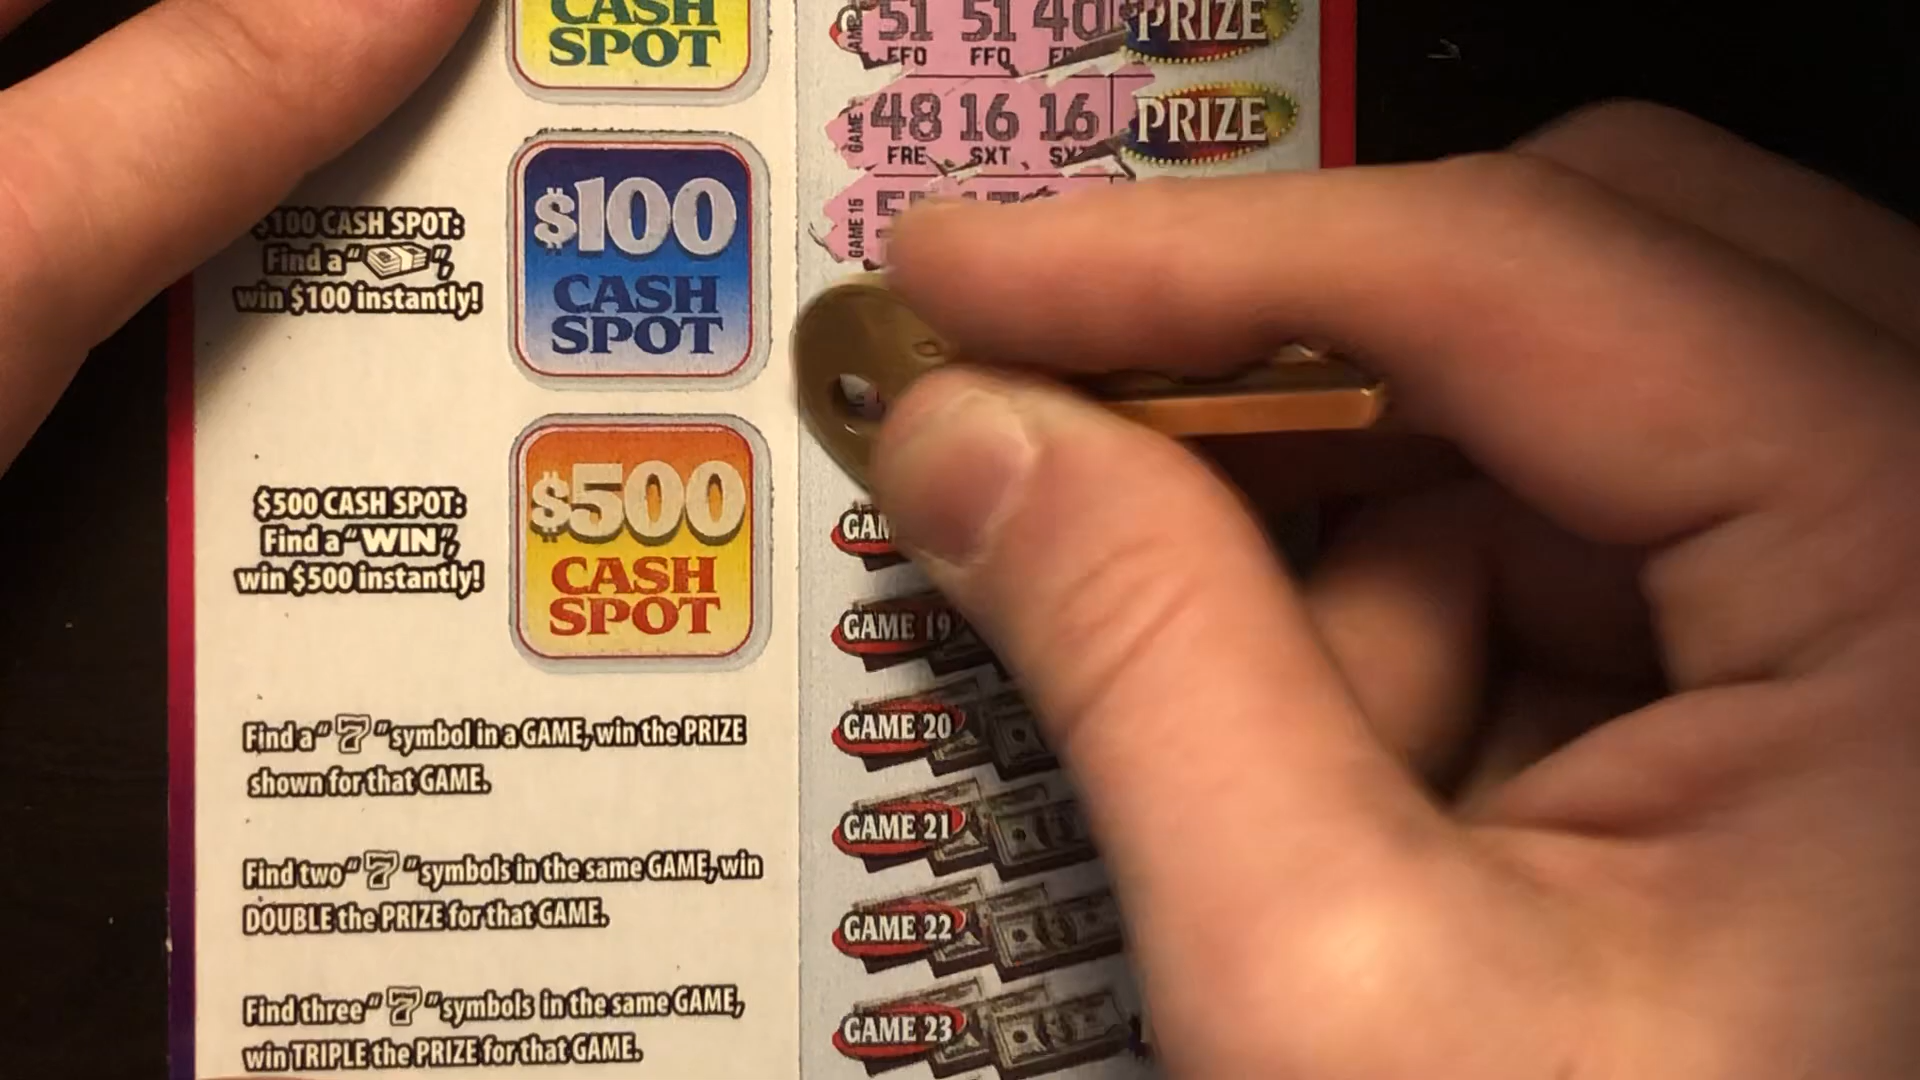 CASH
SPOT
$100 CASH SPOT:
Find a " ",
win $100 instantly!
$100
CASH
SPOT
$500 CASH SPOT:
Find a "WIN",
win $500 instantly!
$500
CASH
SPOT
Find a "7" symbol in a GAME, win the PRIZE
shown for that GAME.
Find two "7" symbols in the same GAME, win
DOUBLE the PRIZE for that GAME.
Find three "7" symbols in the same GAME,
win TRIPLE the PRIZE for that GAME.
GAME 51 51 40 PRIZE
FFO FFO
GAME 48 16 16 PRIZE
FRE SXT
GAME 15
GAME 19
GAME 20
GAME 21
GAME 22
GAME 23